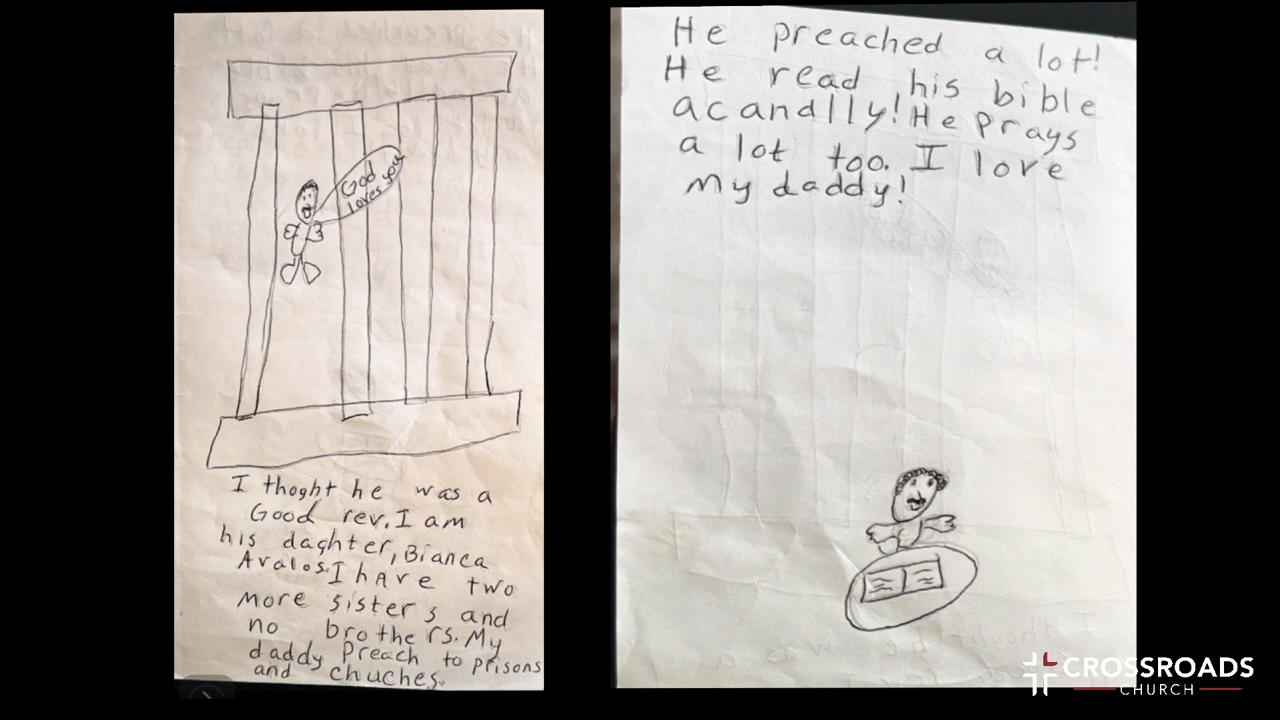 God
loves you
I thoght he was a
Good rev. I am
his daghter, Bianca
Avalos. I hAve two
more sisters and
no brothers. My
daddy Preach to prisons
and chuches.
He preached a lot!
He read his bible
acandlly! He Prays
a lot too. I love
My daddy!
CROSSROADS
CHURCH